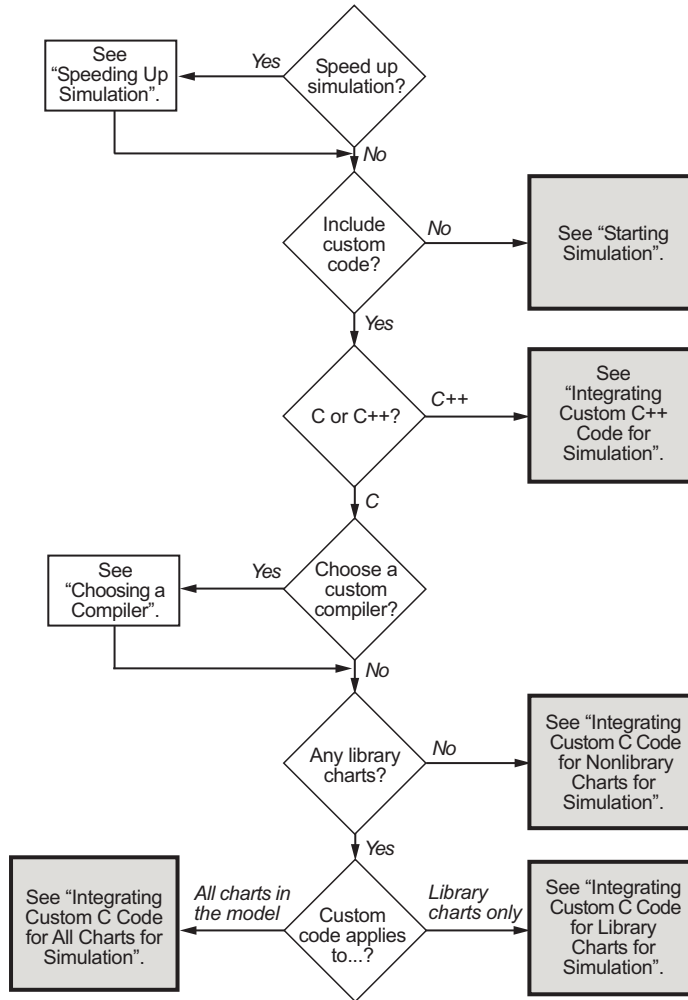 See
“Speeding Up
Simulation”.
Yes
Speed up
simulation?
No
Include
custom
code?
No
See “Starting
Simulation”.
Yes
C or C++?
C++
See
“Integrating
Custom C++
Code for
Simulation”.
C
See
“Choosing a
Compiler”.
Yes
Choose a
custom
compiler?
No
Any library
charts?
No
See “Integrating
Custom C Code
for Nonlibrary
Charts for
Simulation”.
Yes
See “Integrating
Custom C Code
for All Charts for
Simulation”.
All charts in
the model
Custom
code applies
to...?
Library
charts only
See “Integrating
Custom C Code
for Library
Charts for
Simulation”.